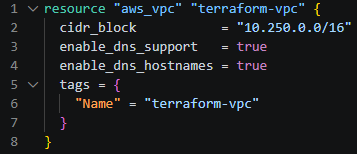 1 resource "aws_vpc" "terraform-vpc" {
2   cidr_block           = "10.250.0.0/16"
3   enable_dns_support   = true
4   enable_dns_hostnames = true
5   tags = {
6     "Name" = "terraform-vpc"
7   }
8 }